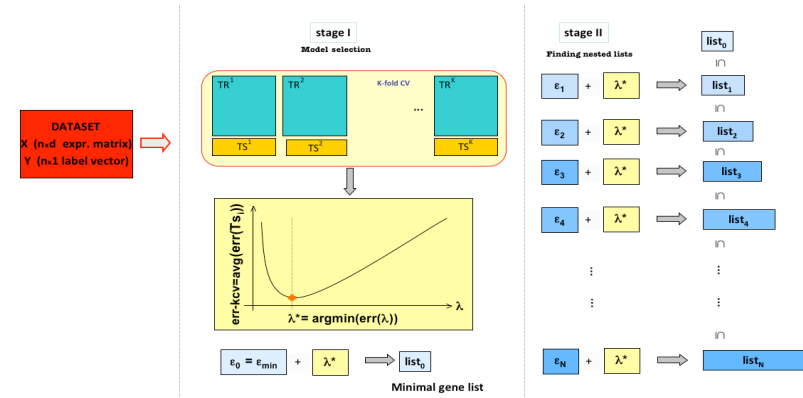 stage I
Model selection
TR¹
TR²
K-fold CV
TRᴷ
...
TS¹
TS²
TSᴷ
DATASET
X (nxd expr. matrix)
Y (nx1 label vector)
err-kcv=avg(err(Tsᵢ))
λ
λ*= argmin(err(λ))
ε₀ = εmin + λ* list₀
Minimal gene list
stage II
Finding nested lists
list₀
⊆
ε₁ + λ* list₁
⊆
ε₂ + λ* list₂
⊆
ε₃ + λ* list₃
⊆
ε₄ + λ* list₄
⊆
⋮ ⋮ ⋮
⋮ ⋮ ⋮
⊆
εN + λ* listN